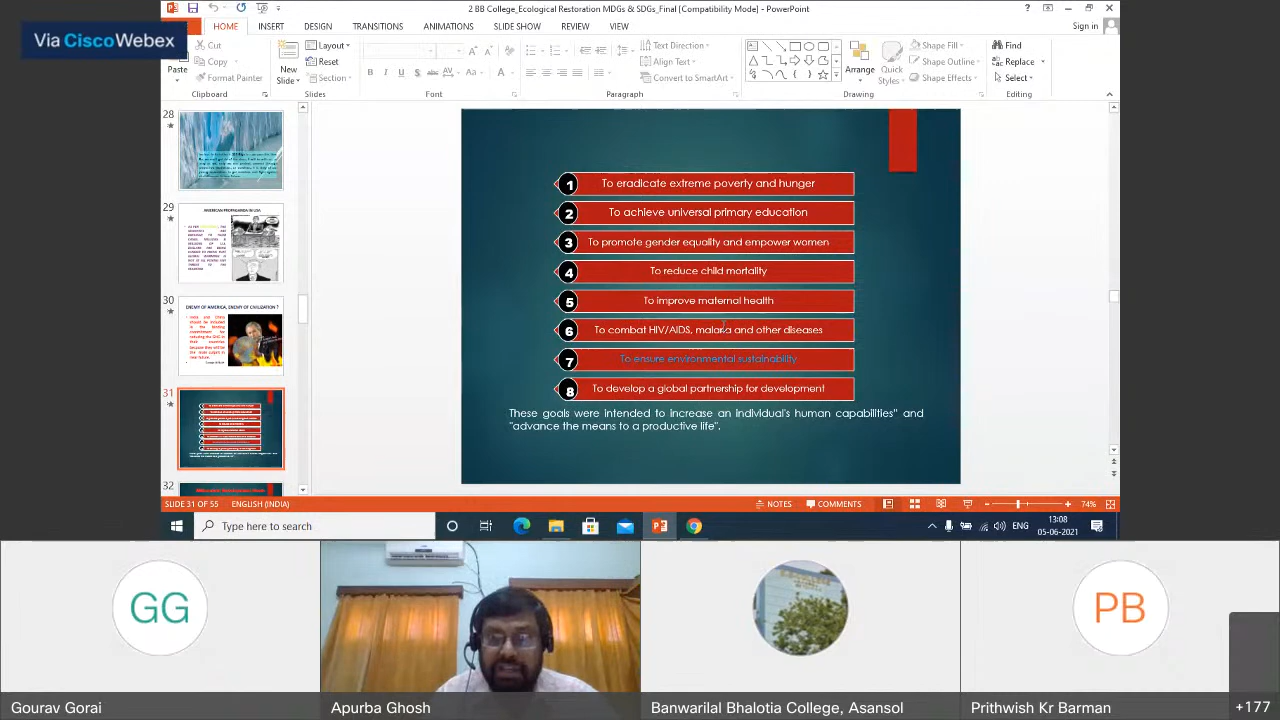 2 BB College_Ecological Restoration MDGs & SDGs_Final [Compatibility Mode] - PowerPoint
Via CiscoWebex
HOME INSERT DESIGN TRANSITIONS ANIMATIONS SLIDE SHOW REVIEW VIEW Sign in
Paste
Cut
Copy
Format Painter
Clipboard
New Slide
Layout
Reset
Section
Slides
Font
Text Direction
Align Text
Convert to SmartArt
Paragraph
Arrange
Quick Styles
Shape Fill
Shape Outline
Shape Effects
Drawing
Find
Replace
Select
Editing
28
29
AMERICAN PROPAGANDA IN USA
30
ENEMY OF AMERICA, ENEMY OF CIVILIZATION ?
31
32
1 To eradicate extreme poverty and hunger
2 To achieve universal primary education
3 To promote gender equality and empower women
4 To reduce child mortality
5 To improve maternal health
6 To combat HIV/AIDS, malaria and other diseases
7 To ensure environmental sustainability
8 To develop a global partnership for development
These goals were intended to increase an individual's human capabilities" and
"advance the means to a productive life".
SLIDE 31 OF 55 ENGLISH (INDIA) NOTES COMMENTS 74%
Type here to search
ENG
13:08
05-06-2021
GG
PB
Gourav Gorai
Apurba Ghosh
Banwarilal Bhalotia College, Asansol
Prithwish Kr Barman
+177